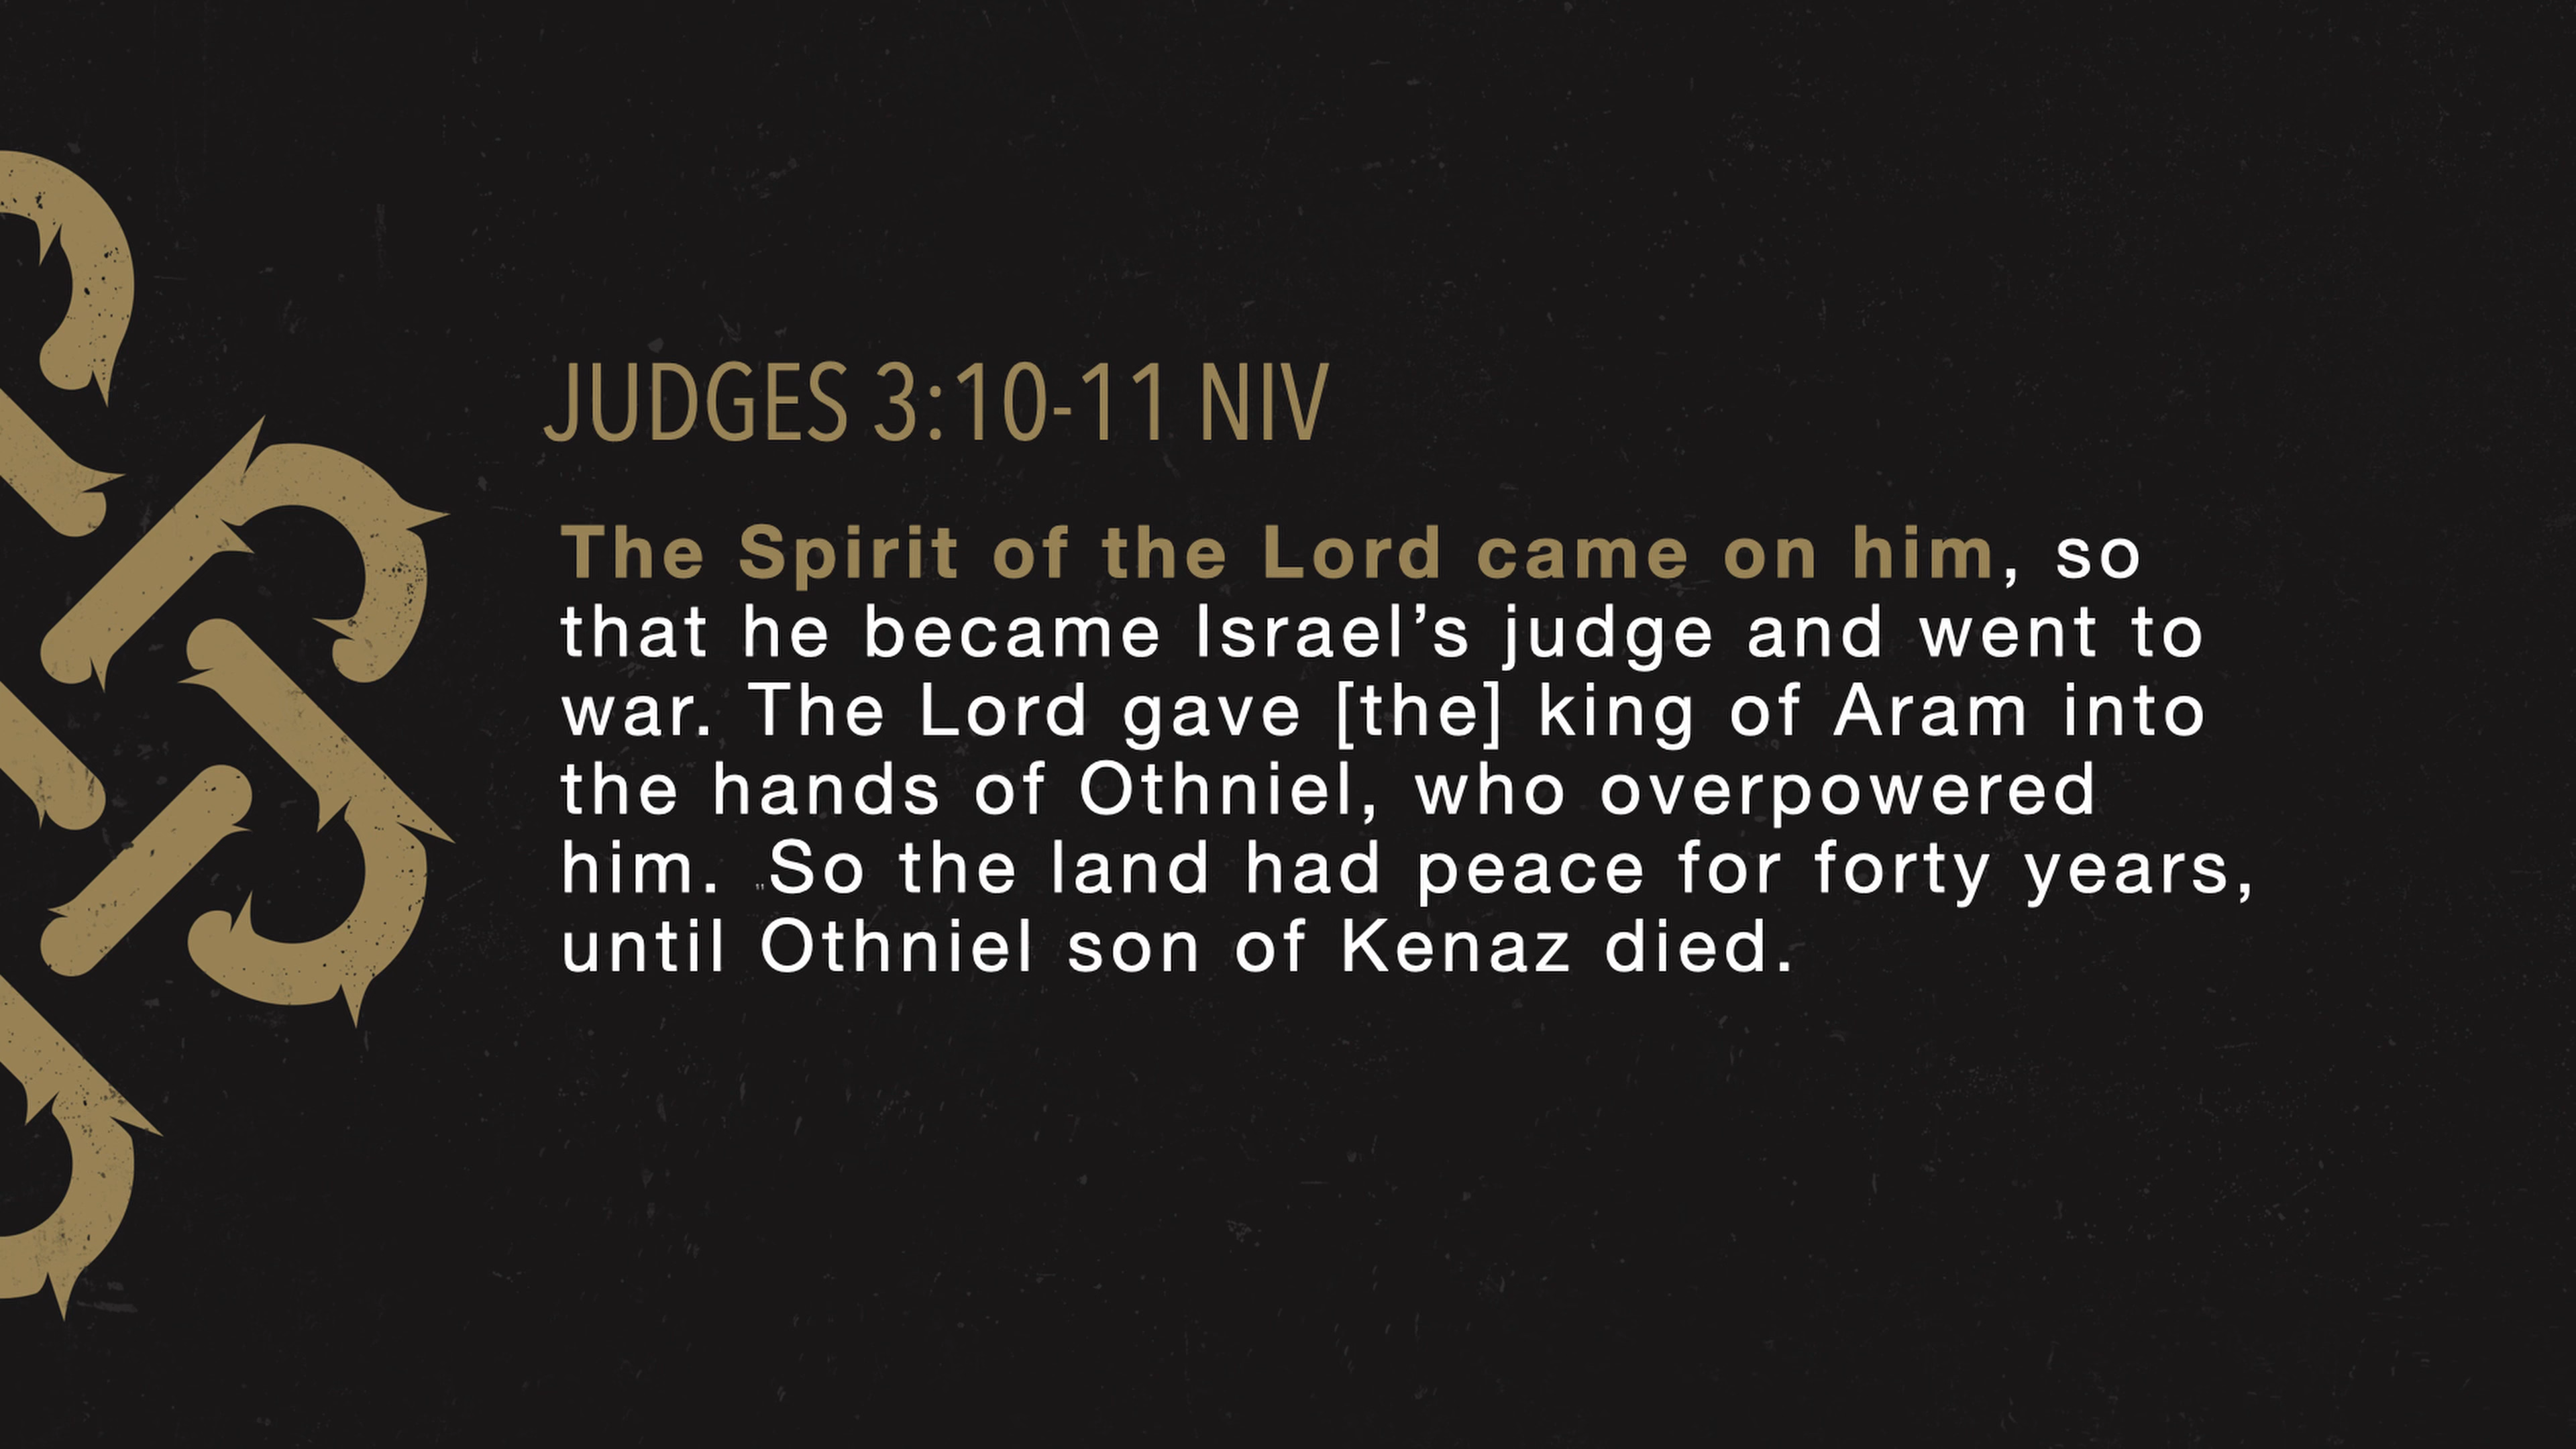 JUDGES 3:10-11 NIV
The Spirit of the Lord came on him, so
that he became Israel’s judge and went to
war. The Lord gave [the] king of Aram into
the hands of Othniel, who overpowered
him. "So the land had peace for forty years,
until Othniel son of Kenaz died.